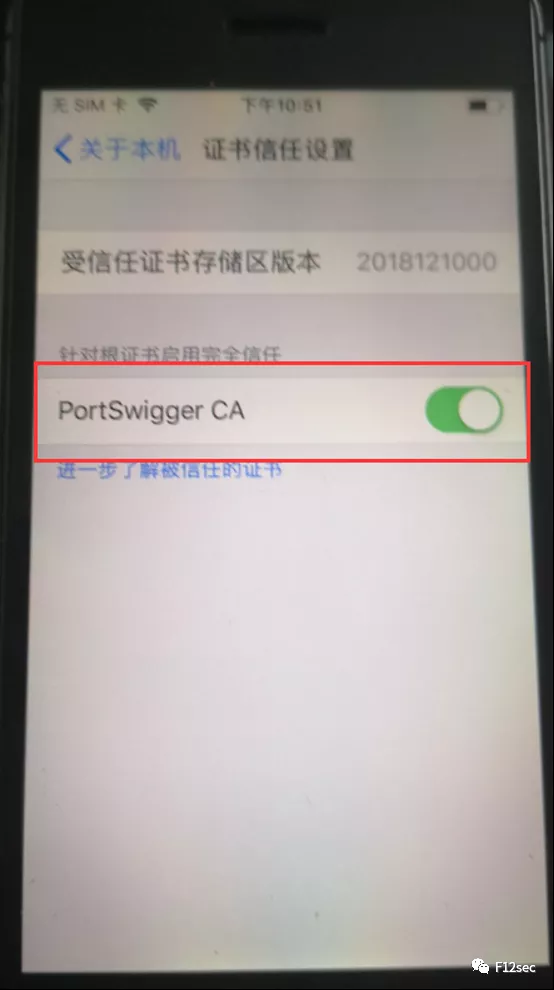 无 SIM 卡 下午10:51
关于本机 证书信任设置
受信任证书存储区版本 2018121000
针对根证书启用完全信任
PortSwigger CA
进一步了解被信任的证书
F12sec